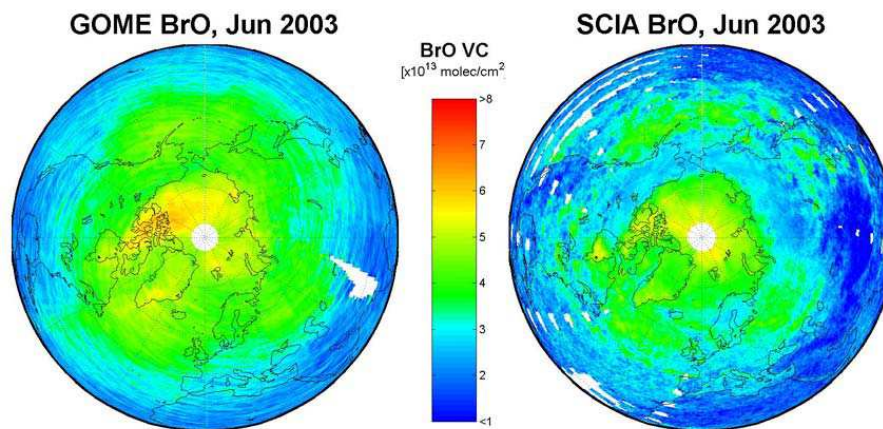 GOME BrO, Jun 2003
BrO VC
[x10^13 molec/cm^2]
>8
7
6
5
4
3
2
<1
SCIA BrO, Jun 2003